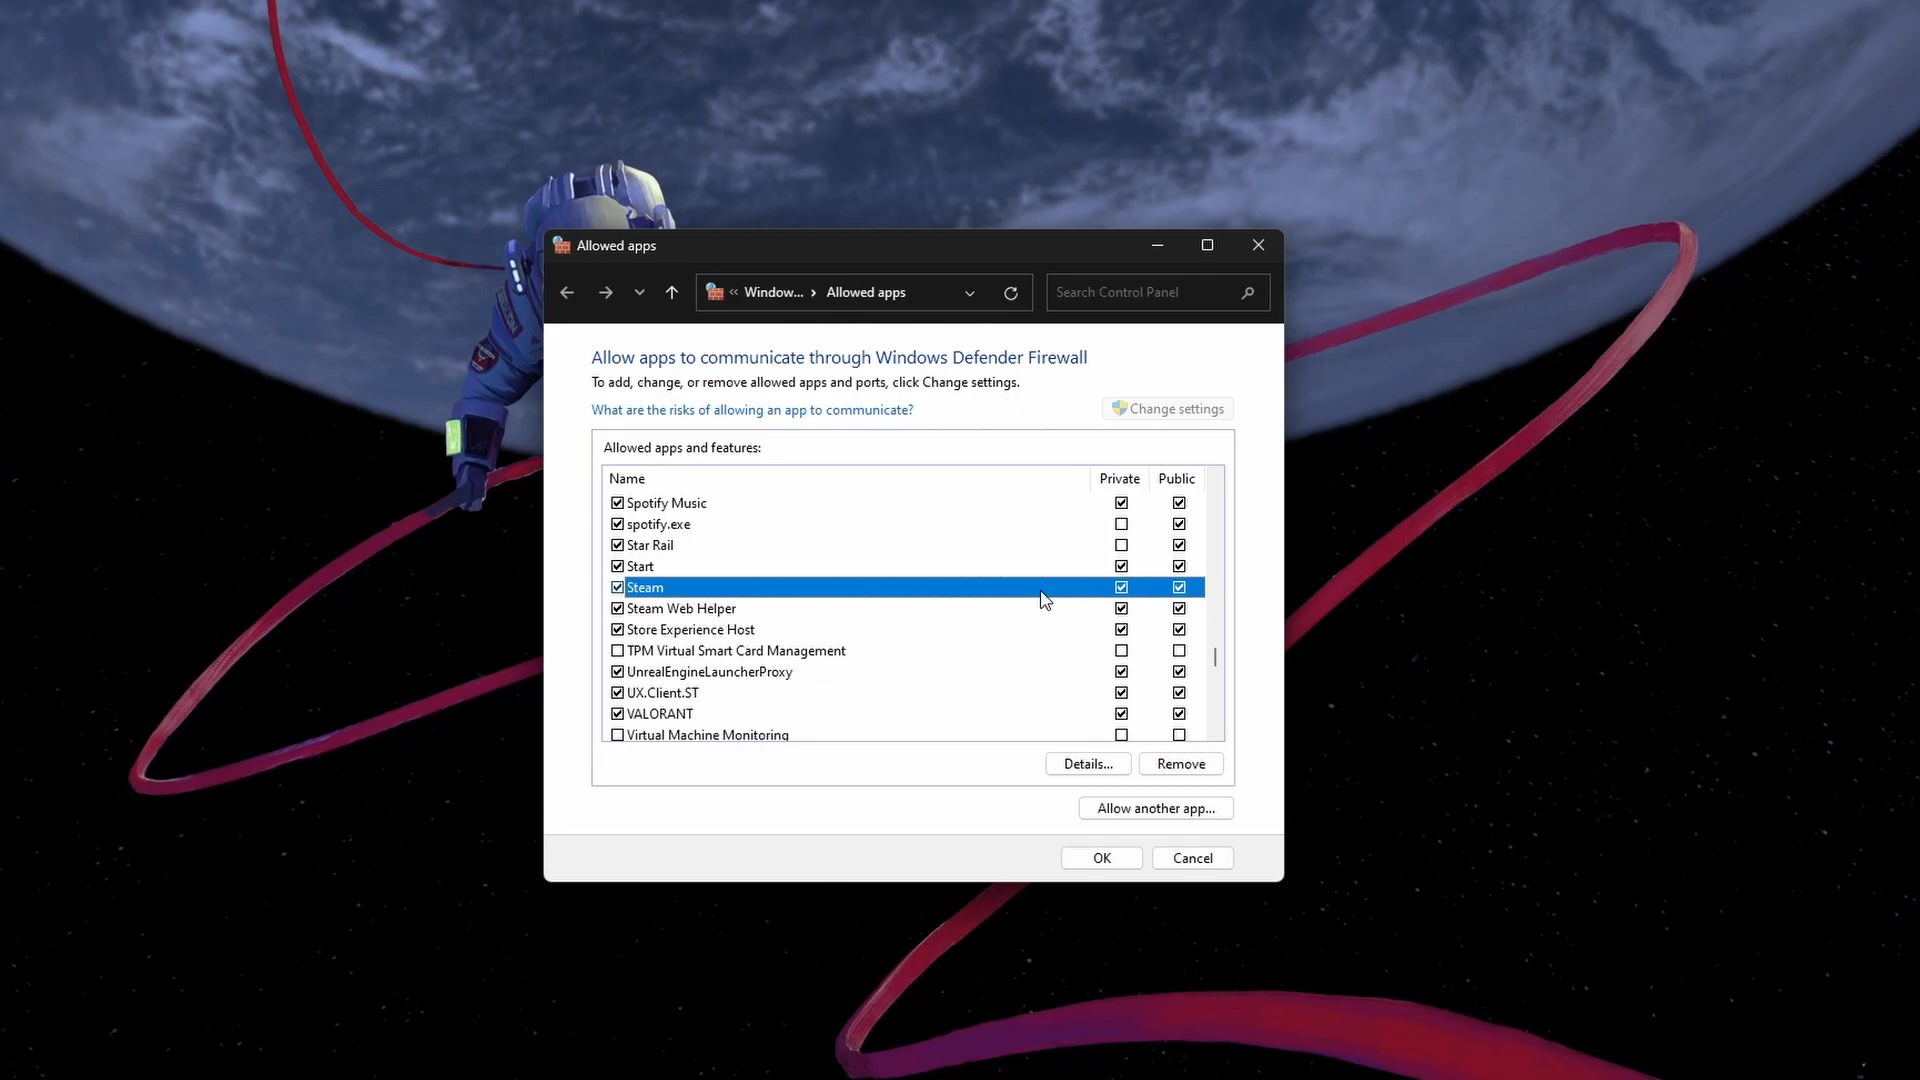 Allowed apps
« Window... › Allowed apps
Search Control Panel
Allow apps to communicate through Windows Defender Firewall
To add, change, or remove allowed apps and ports, click Change settings.
What are the risks of allowing an app to communicate?
Change settings
Allowed apps and features:
Name Private Public
Spotify Music
spotify.exe
Star Rail
Start
Steam
Steam Web Helper
Store Experience Host
TPM Virtual Smart Card Management
UnrealEngineLauncherProxy
UX.Client.ST
VALORANT
Virtual Machine Monitoring
Details... Remove
Allow another app...
OK Cancel